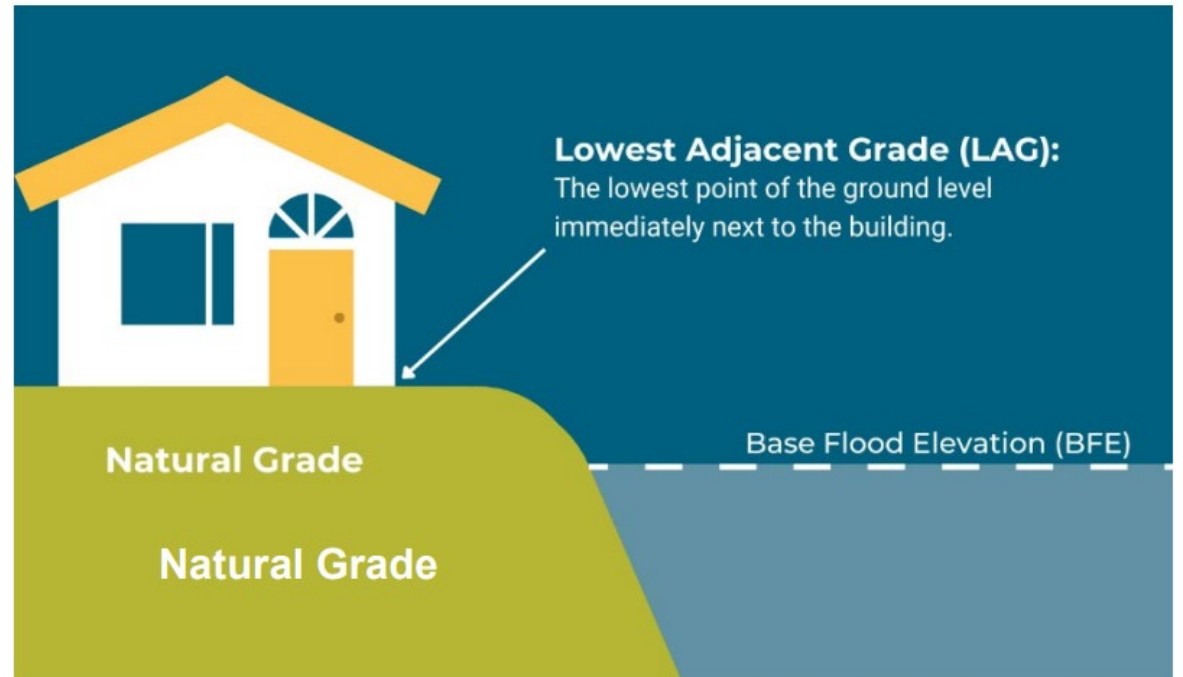 Lowest Adjacent Grade (LAG):
The lowest point of the ground level
immediately next to the building.
Base Flood Elevation (BFE)
Natural Grade
Natural Grade